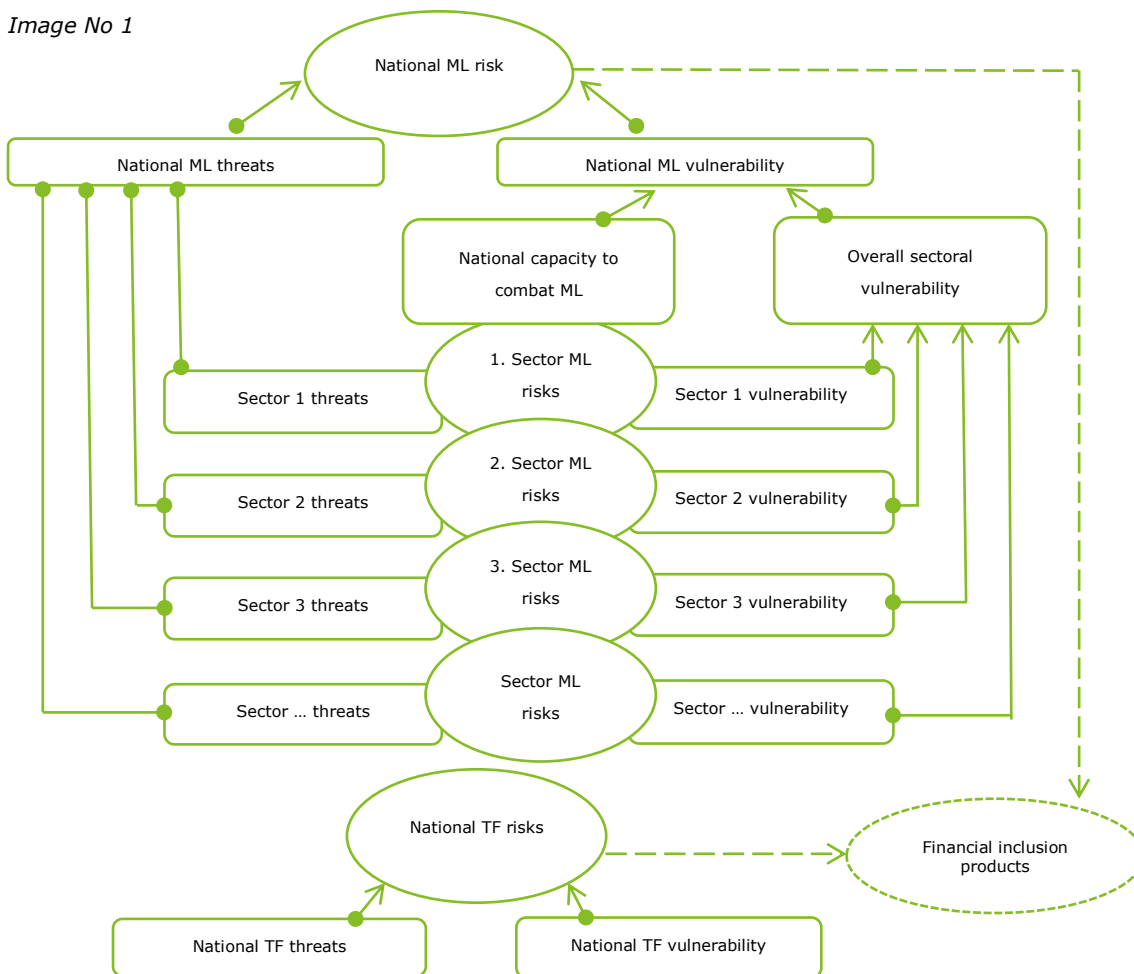 Image No 1
National ML risk
National ML threats
National ML vulnerability
National capacity to
combat ML
Overall sectoral
vulnerability
1. Sector ML
risks
Sector 1 threats
Sector 1 vulnerability
2. Sector ML
risks
Sector 2 threats
Sector 2 vulnerability
3. Sector ML
risks
Sector 3 threats
Sector 3 vulnerability
Sector ML
risks
Sector ... threats
Sector ... vulnerability
National TF risks
Financial inclusion
products
National TF threats
National TF vulnerability